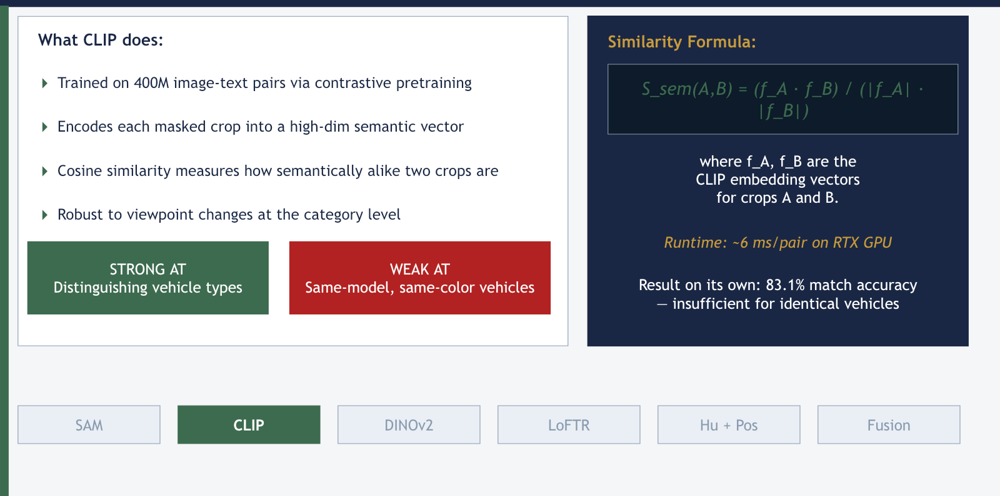 What CLIP does:
Trained on 400M image-text pairs via contrastive pretraining
Encodes each masked crop into a high-dim semantic vector
Cosine similarity measures how semantically alike two crops are
Robust to viewpoint changes at the category level
STRONG AT
Distinguishing vehicle types
WEAK AT
Same-model, same-color vehicles
Similarity Formula:
S_sem(A,B) = (f_A · f_B) / (|f_A| ·
|f_B|)
where f_A, f_B are the
CLIP embedding vectors
for crops A and B.
Runtime: ~6 ms/pair on RTX GPU
Result on its own: 83.1% match accuracy
— insufficient for identical vehicles
SAM
CLIP
DINOv2
LoFTR
Hu + Pos
Fusion